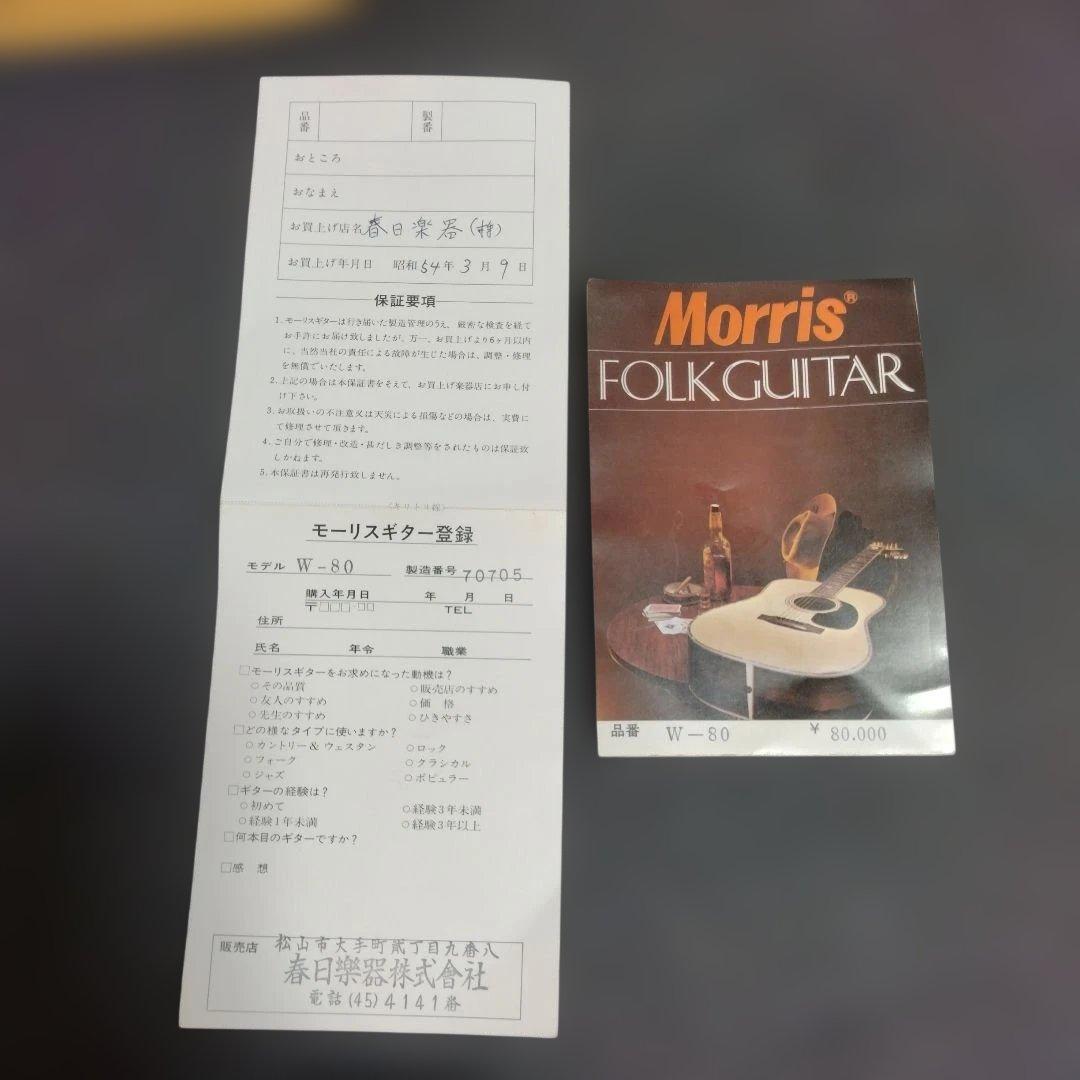 品番 製番
おところ
おなまえ
お買上げ店名 春日楽器(株)
お買上げ年月日 昭和54年3月9日
保証要項
1. モーリスギターは行き届いた製造管理のうえ、厳密な検査を経て
お手許にお届け致しましたが、万一、お買上げより6ヶ月以内
に、当然当社の責任による故障が生じた場合は、調整・修理
を無償でいたします。
2. 上記の場合は本保証書をそえて、お買上げ楽器店にお申し付
け下さい。
3. お取扱いの不注意又は天災による損傷などの場合は、実費に
て修理させて頂きます。
4. ご自分で修理・改造・甚だしき調整等をされたものは保証致
しかねます。
5. 本保証書は再発行致しません。
〈キリトリ線〉
モーリスギター登録
モデル W-80 製造番号 70705
購入年月日 年 月 日
〒□□□-□□ TEL
住所
氏名 年令 職業
□モーリスギターをお求めになった動機は?
○その品質 ○販売店のすすめ
○友人のすすめ ○価 格
○先生のすすめ ○ひきやすさ
□どの様なタイプに使いますか?
○カントリー&ウェスタン ○ロック
○フォーク ○クラシカル
○ジャズ ○ポピュラー
□ギターの経験は?
○初めて ○経験3年未満
○経験1年未満 ○経験3年以上
□何本目のギターですか?
□感 想
販売店 松山市大手町貮丁目九番八
春日樂器株式會社
電話(45)4141番
Morris®
FOLK GUITAR
品番 W-80 ¥ 80.000